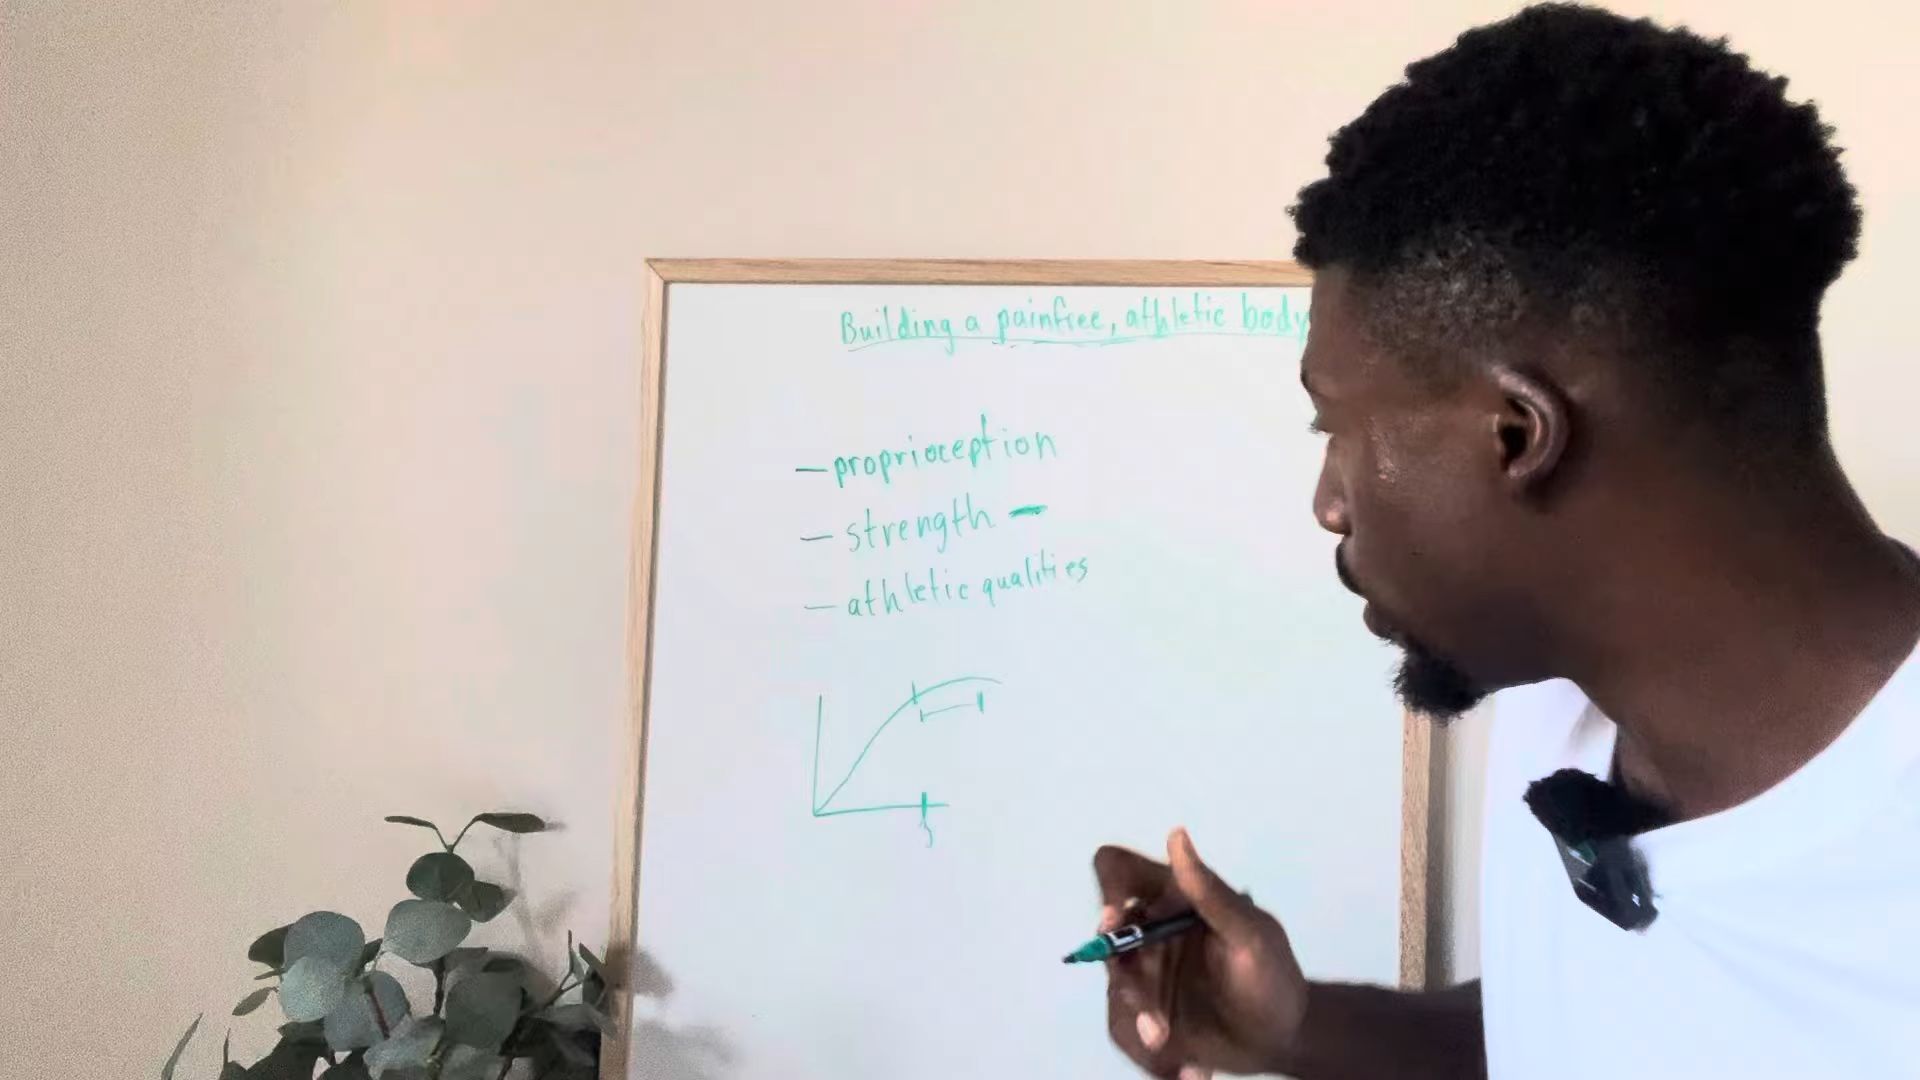 Building a painfree, athletic body
— proprioception
— strength —
— athletic qualities